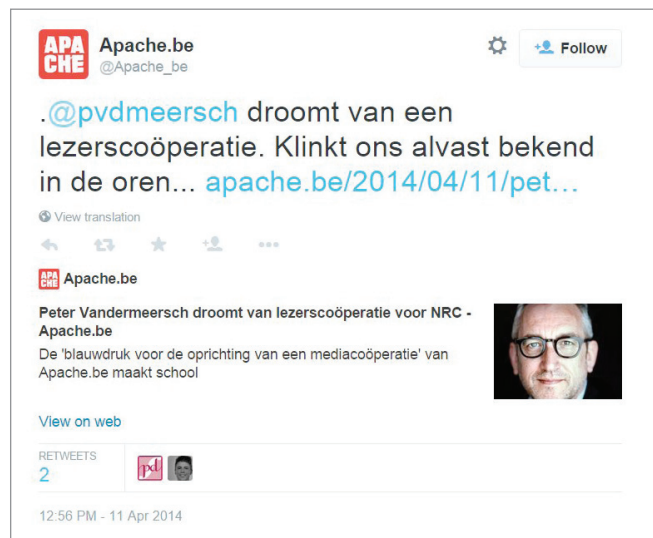 APA
CHE
Apache.be
@Apache_be
Follow
.@pvdmeersch droomt van een
lezerscoöperatie. Klinkt ons alvast bekend
in de oren... apache.be/2014/04/11/pet…
View translation
APA
CHE
Apache.be
Peter Vandermeersch droomt van lezerscoöperatie voor NRC -
Apache.be
De 'blauwdruk voor de oprichting van een mediacoöperatie' van
Apache.be maakt school
View on web
RETWEETS
2
pd
12:56 PM - 11 Apr 2014